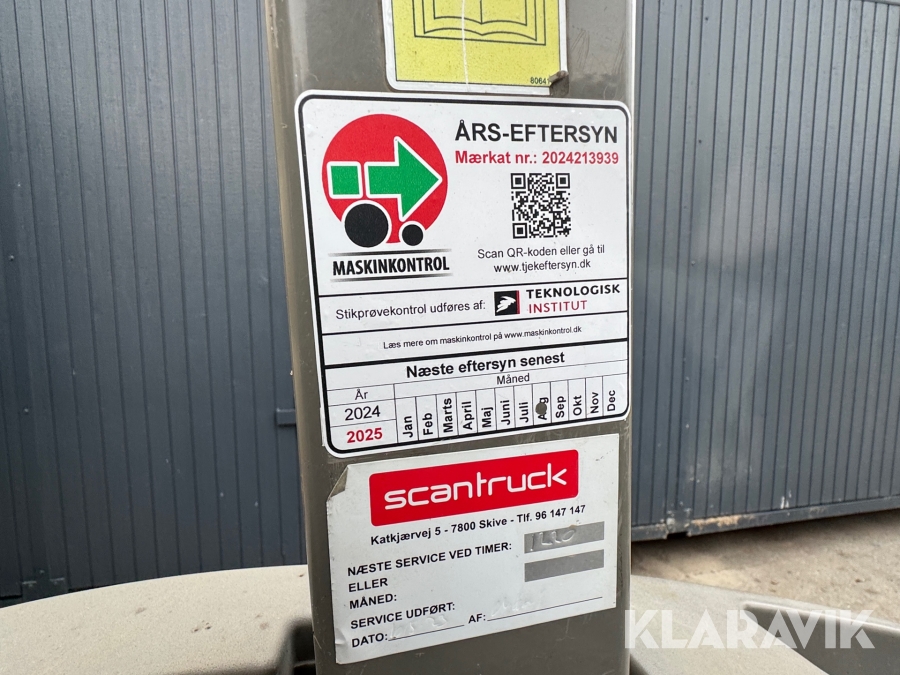 80641
ÅRS-EFTERSYN
Mærkat nr.: 2024213939
Scan QR-koden eller gå til
www.tjekeftersyn.dk
MASKINKONTROL
Stikprøvekontrol udføres af:
TEKNOLOGISK
INSTITUT
Læs mere om maskinkontrol på www.maskinkontrol.dk
Næste eftersyn senest
År
Måned
2024
2025
Jan
Feb
Marts
April
Maj
Juni
Juli
Sep
Okt
Nov
Dec
scantruck
Katkjærvej 5 - 7800 Skive - Tlf. 96 147 147
NÆSTE SERVICE VED TIMER:
ELLER
MÅNED:
SERVICE UDFØRT:
DATO: AF:
KLARAVIK